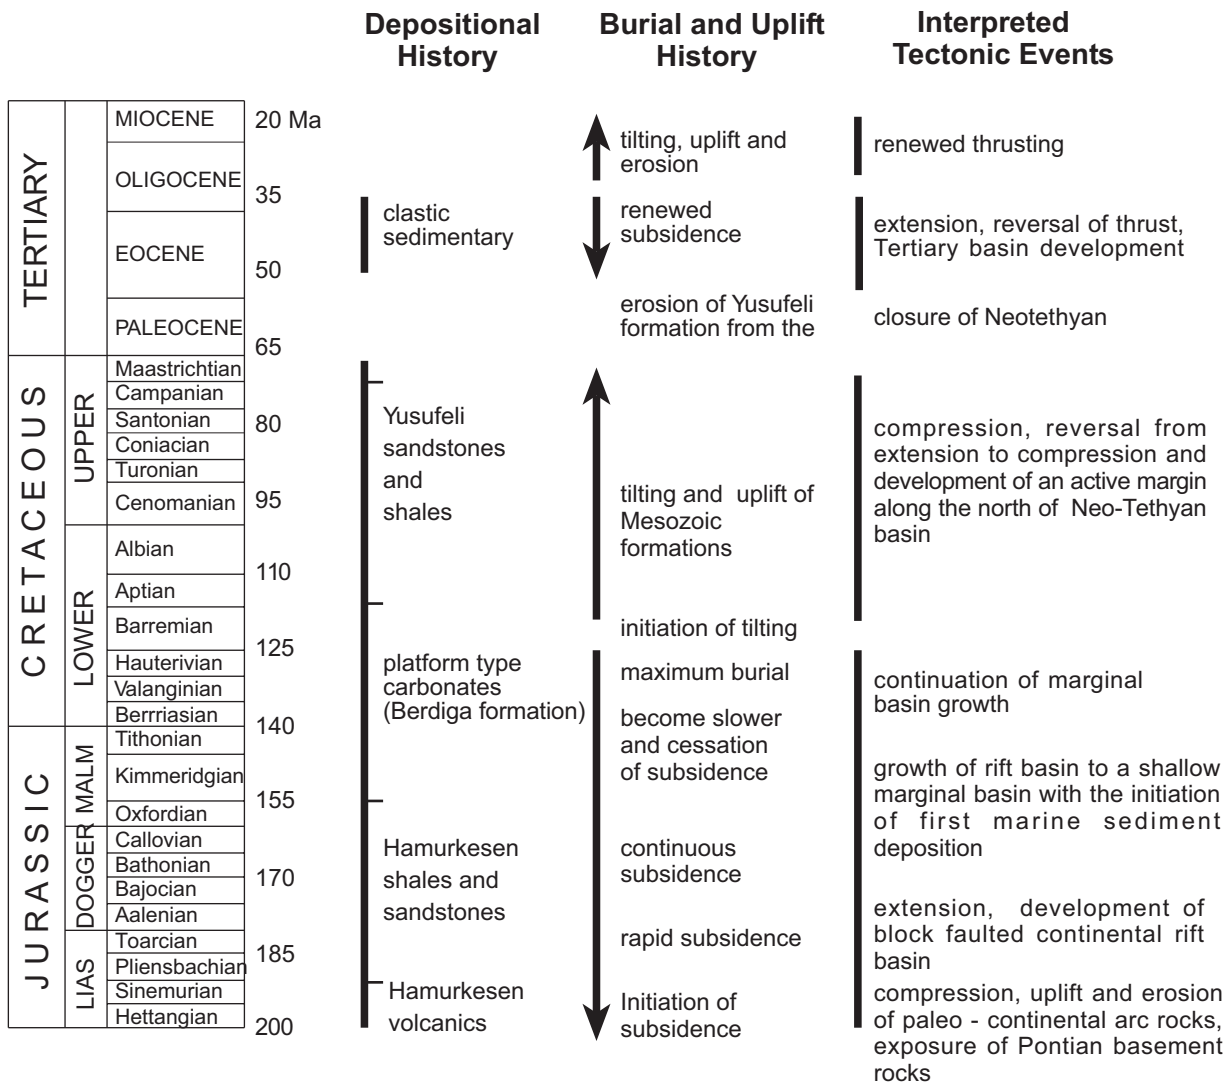 Depositional
History
Burial and Uplift
History
Interpreted
Tectonic Events
TERTIARY
MIOCENE
OLIGOCENE
EOCENE
PALEOCENE
CRETACEOUS
UPPER
Maastrichtian
Campanian
Santonian
Coniacian
Turonian
Cenomanian
LOWER
Albian
Aptian
Barremian
Hauterivian
Valanginian
Berrriasian
JURASSIC
MALM
Tithonian
Kimmeridgian
Oxfordian
DOGGER
Callovian
Bathonian
Bajocian
Aalenian
LIAS
Toarcian
Pliensbachian
Sinemurian
Hettangian
20 Ma
35
50
65
80
95
110
125
140
155
170
185
200
clastic
sedimentary
Yusufeli
sandstones
and
shales
platform type
carbonates
(Berdiga formation)
Hamurkesen
shales and
sandstones
Hamurkesen
volcanics
tilting, uplift and
erosion
renewed
subsidence
erosion of Yusufeli
formation from the
tilting and uplift of
Mesozoic
formations
initiation of tilting
maximum burial
become slower
and cessation
of subsidence
continuous
subsidence
rapid subsidence
Initiation of
subsidence
renewed thrusting
extension, reversal of thrust,
Tertiary basin development
closure of Neotethyan
compression, reversal from
extension to compression and
development of an active margin
along the north of Neo-Tethyan
basin
continuation of marginal
basin growth
growth of rift basin to a shallow
marginal basin with the initiation
of first marine sediment
deposition
extension, development of
block faulted continental rift
basin
compression, uplift and erosion
of paleo - continental arc rocks,
exposure of Pontian basement
rocks